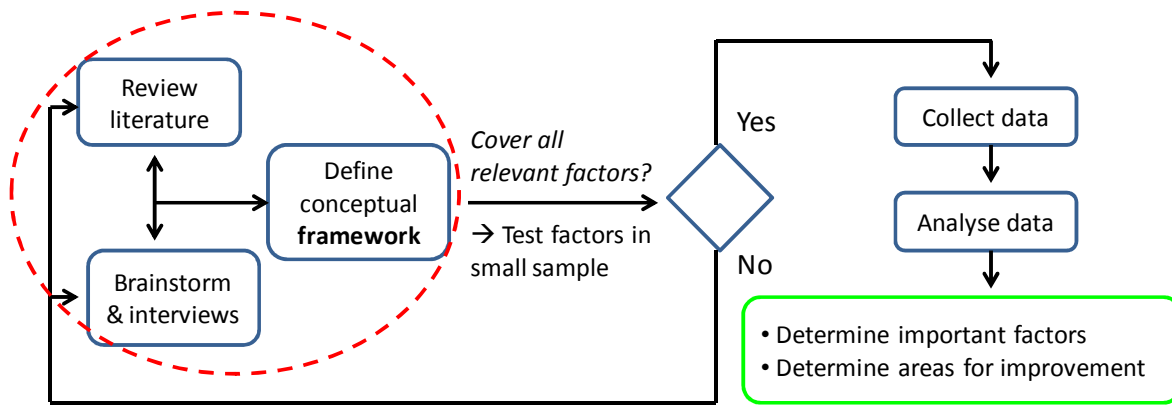 Review
literature
Brainstorm
& interviews
Define
conceptual
framework
Cover all
relevant factors?
→ Test factors in
small sample
Yes
No
Collect data
Analyse data
• Determine important factors
• Determine areas for improvement